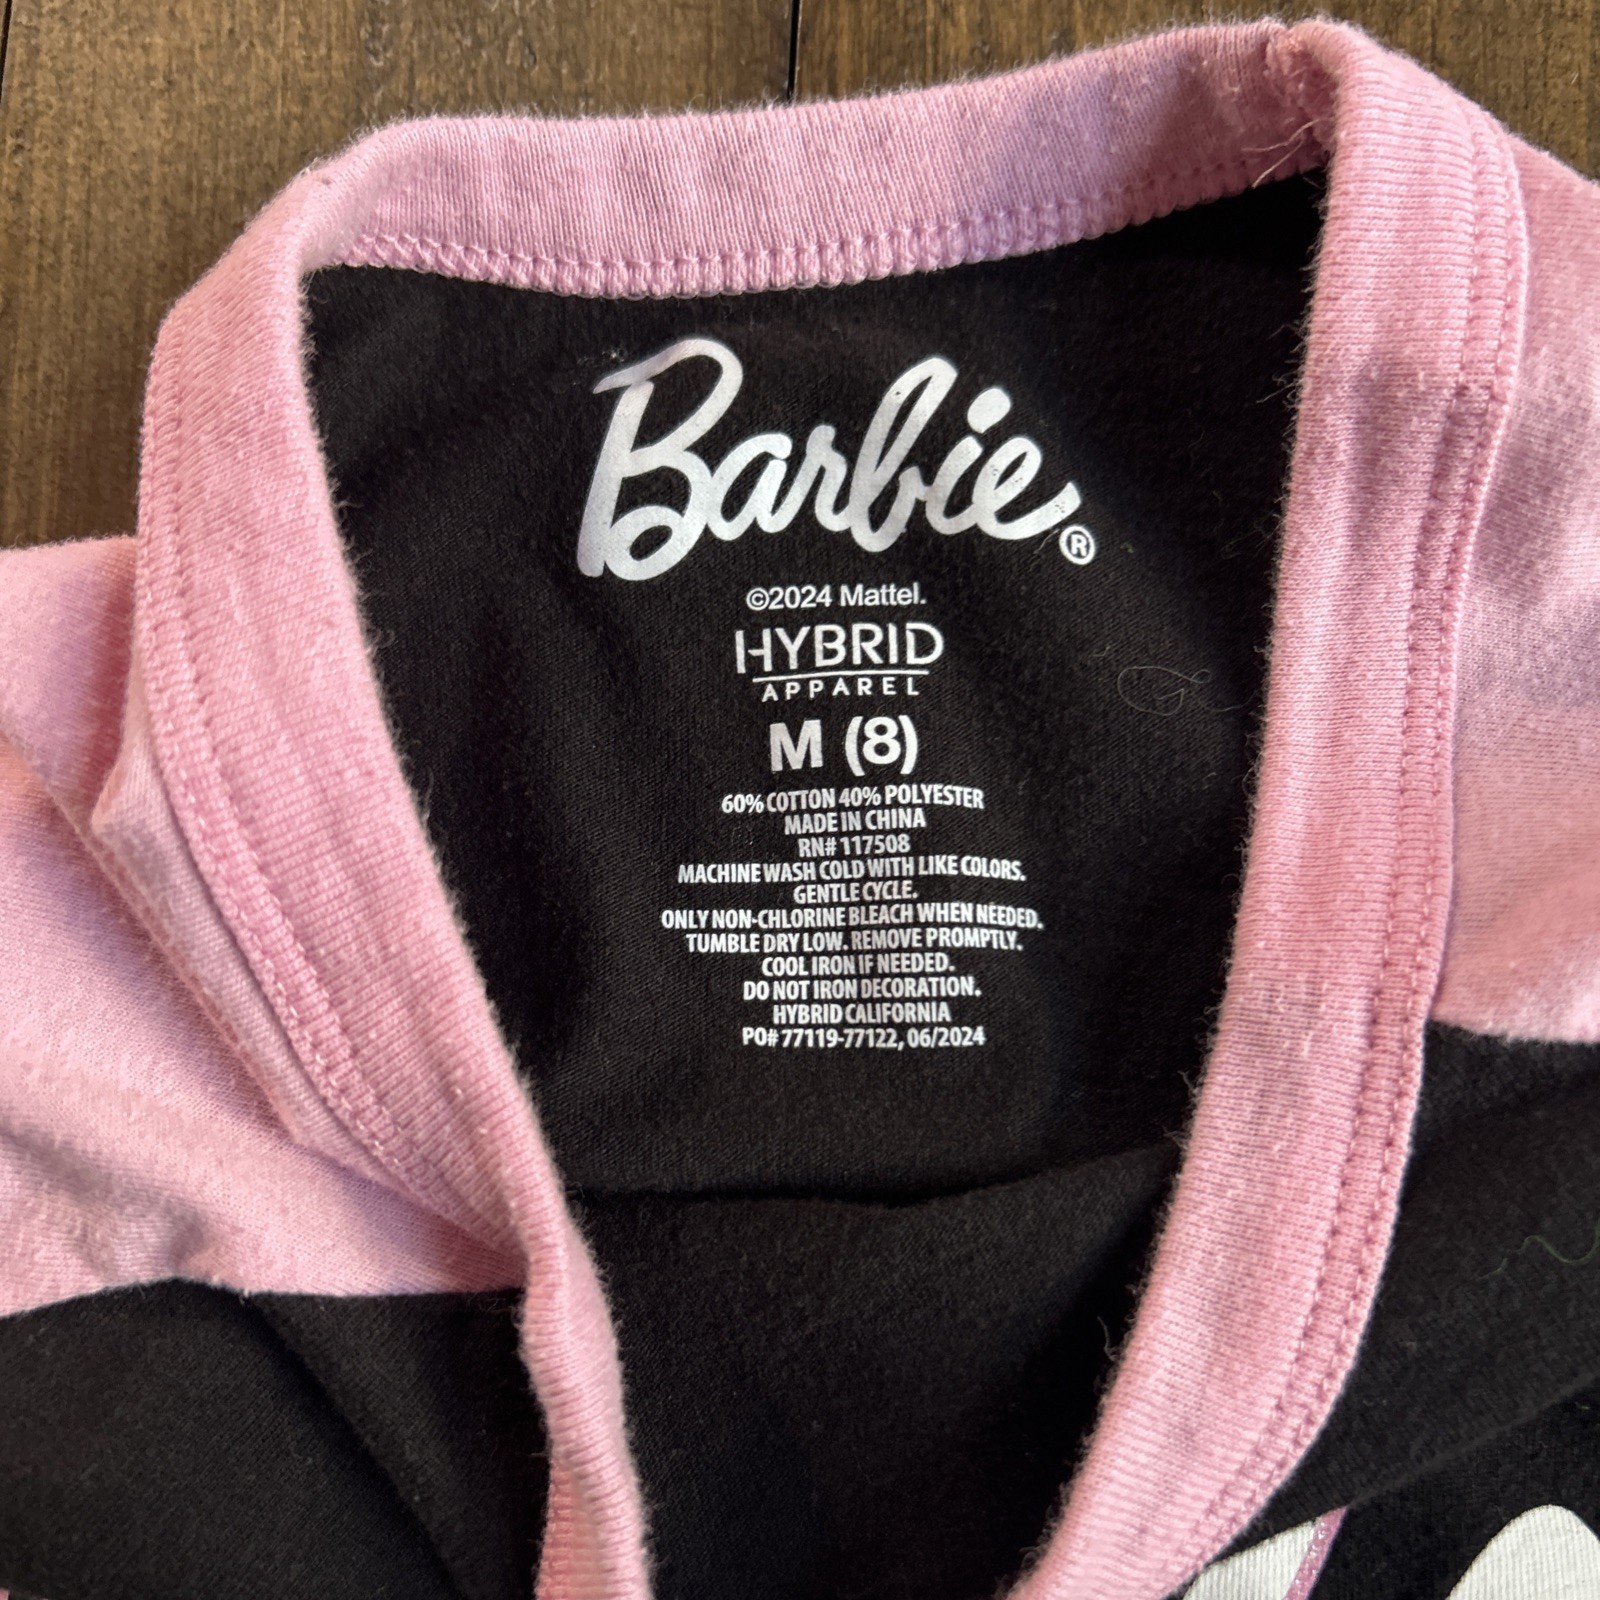 Barbie®
©2024 Mattel.
HYBRID
APPAREL
M (8)
60% COTTON 40% POLYESTER
MADE IN CHINA
RN# 117508
MACHINE WASH COLD WITH LIKE COLORS.
GENTLE CYCLE.
ONLY NON-CHLORINE BLEACH WHEN NEEDED.
TUMBLE DRY LOW. REMOVE PROMPTLY.
COOL IRON IF NEEDED.
DO NOT IRON DECORATION.
HYBRID CALIFORNIA
PO# 77119-77122, 06/2024